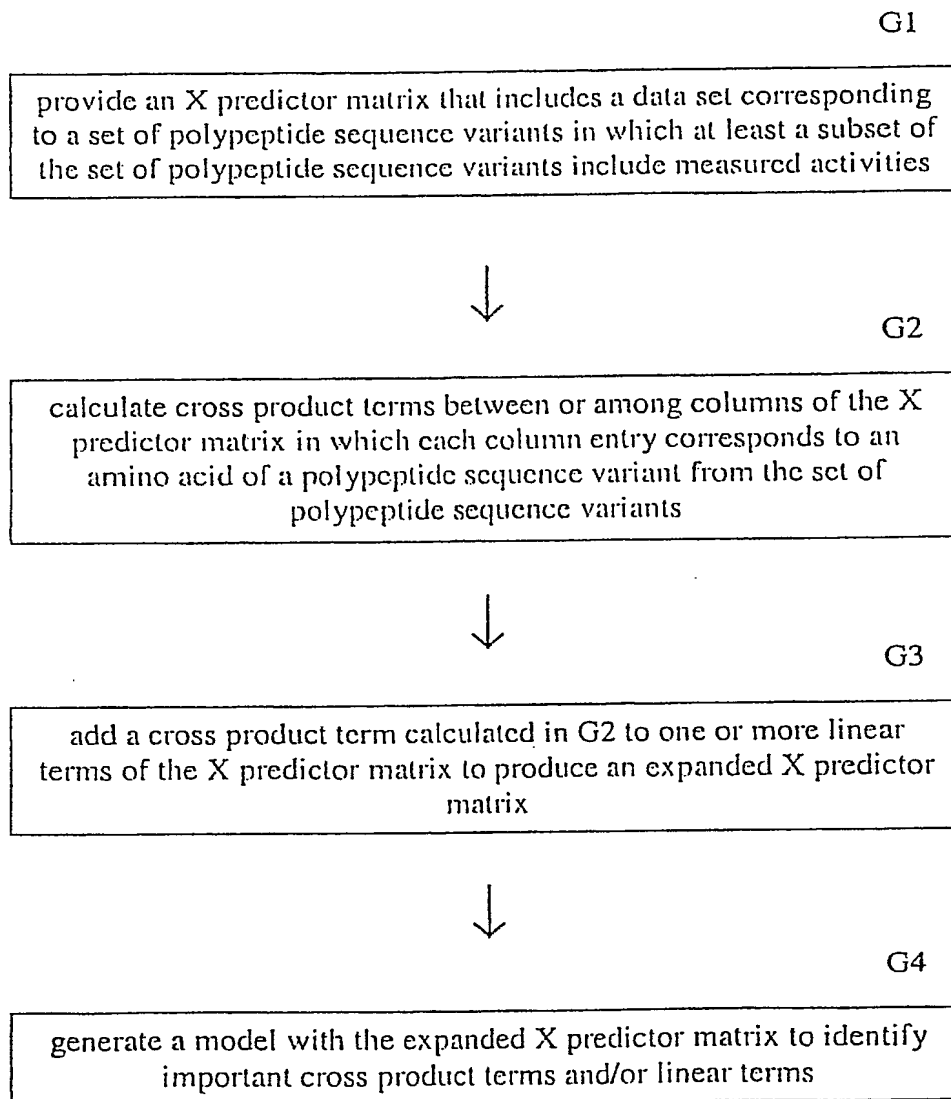 G1
provide an X predictor matrix that includes a data set corresponding
to a set of polypeptide sequence variants in which at least a subset of
the set of polypeptide sequence variants include measured activities
G2
calculate cross product terms between or among columns of the X
predictor matrix in which each column entry corresponds to an
amino acid of a polypeptide sequence variant from the set of
polypeptide sequence variants
G3
add a cross product term calculated in G2 to one or more linear
terms of the X predictor matrix to produce an expanded X predictor
matrix
G4
generate a model with the expanded X predictor matrix to identify
important cross product terms and/or linear terms